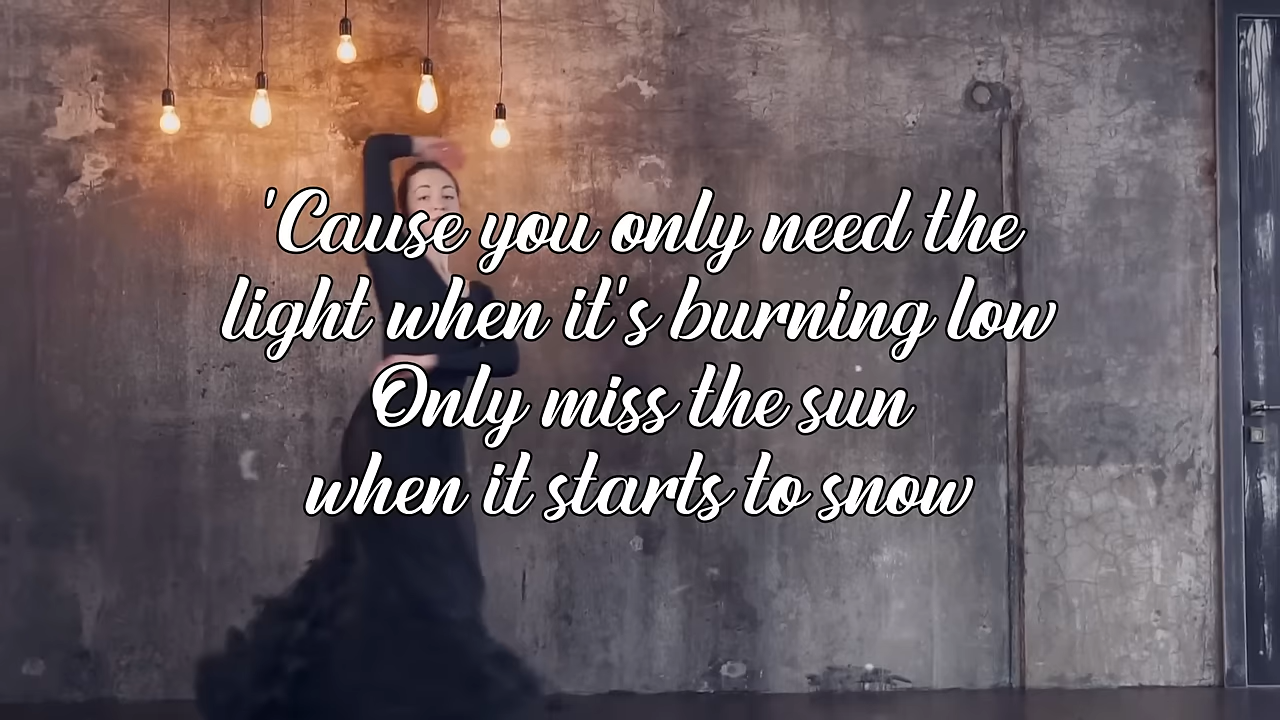 'Cause you only need the
light when it's burning low
Only miss the sun
when it starts to snow